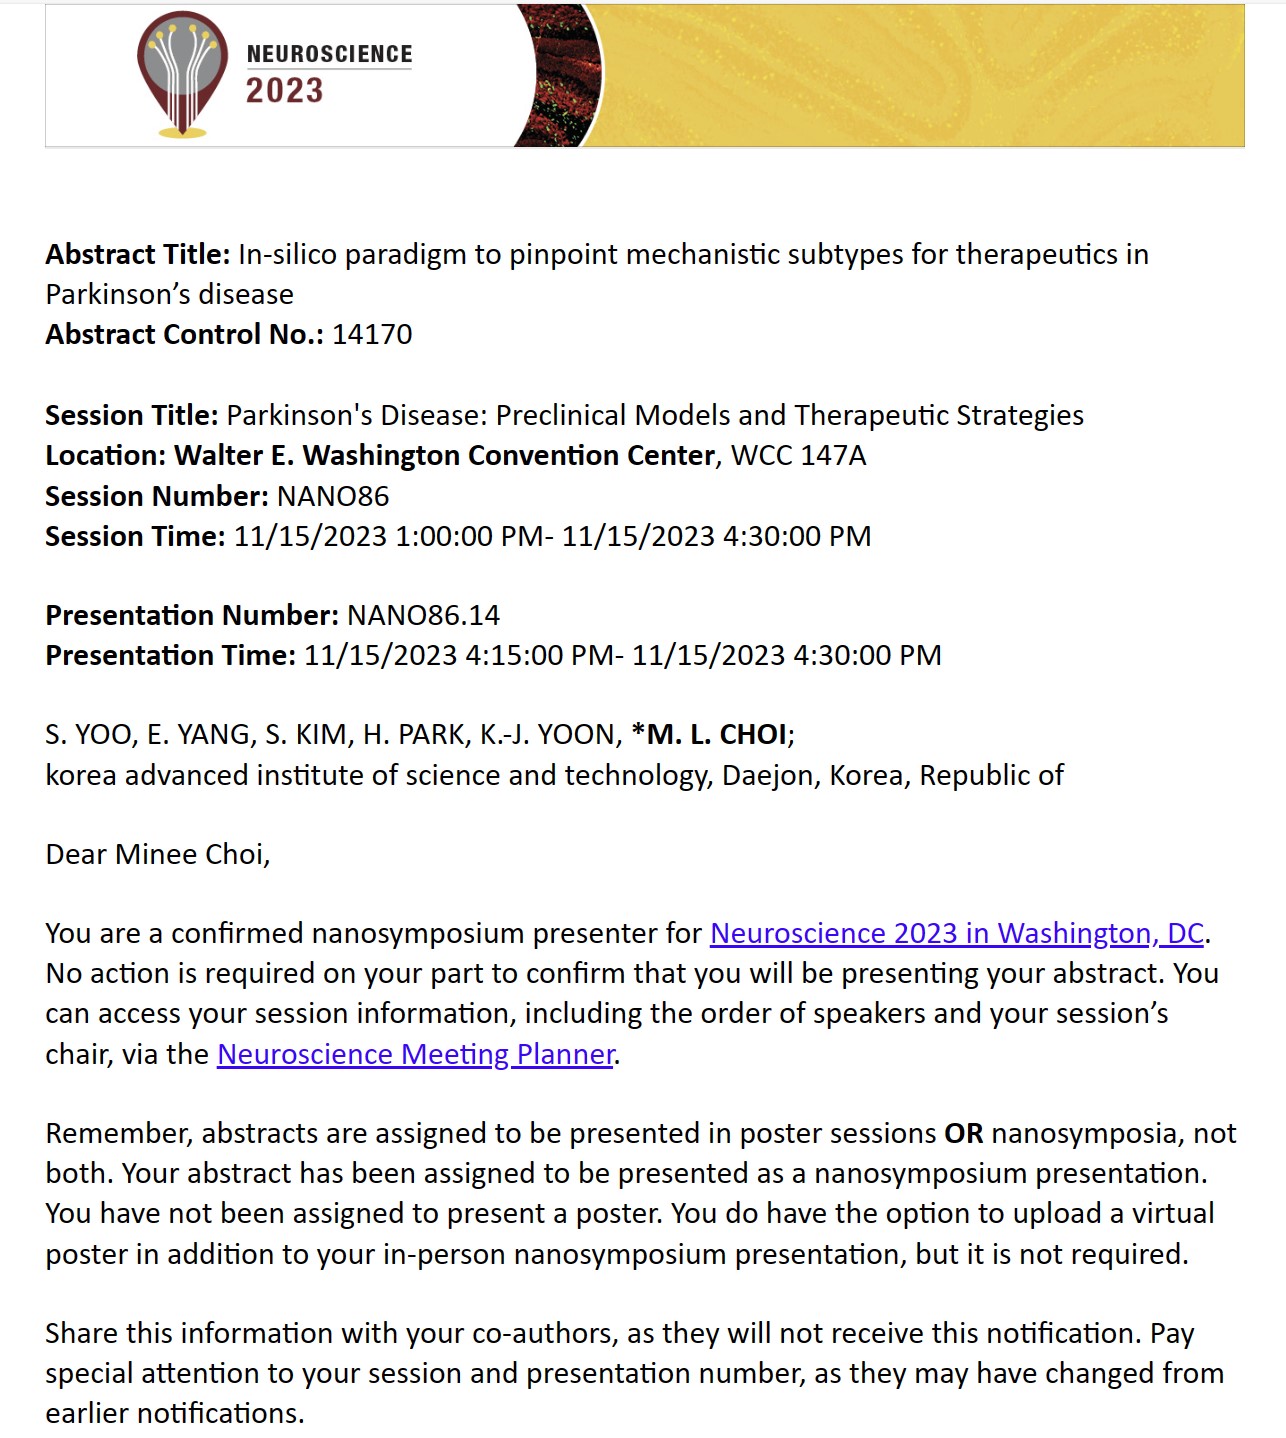 NEUROSCIENCE
2023
Abstract Title: In-silico paradigm to pinpoint mechanistic subtypes for therapeutics in
Parkinson’s disease
Abstract Control No.: 14170
Session Title: Parkinson's Disease: Preclinical Models and Therapeutic Strategies
Location: Walter E. Washington Convention Center, WCC 147A
Session Number: NANO86
Session Time: 11/15/2023 1:00:00 PM- 11/15/2023 4:30:00 PM
Presentation Number: NANO86.14
Presentation Time: 11/15/2023 4:15:00 PM- 11/15/2023 4:30:00 PM
S. YOO, E. YANG, S. KIM, H. PARK, K.-J. YOON, *M. L. CHOI;
korea advanced institute of science and technology, Daejon, Korea, Republic of
Dear Minee Choi,
You are a confirmed nanosymposium presenter for Neuroscience 2023 in Washington, DC.
No action is required on your part to confirm that you will be presenting your abstract. You
can access your session information, including the order of speakers and your session’s
chair, via the Neuroscience Meeting Planner.
Remember, abstracts are assigned to be presented in poster sessions OR nanosymposia, not
both. Your abstract has been assigned to be presented as a nanosymposium presentation.
You have not been assigned to present a poster. You do have the option to upload a virtual
poster in addition to your in-person nanosymposium presentation, but it is not required.
Share this information with your co-authors, as they will not receive this notification. Pay
special attention to your session and presentation number, as they may have changed from
earlier notifications.